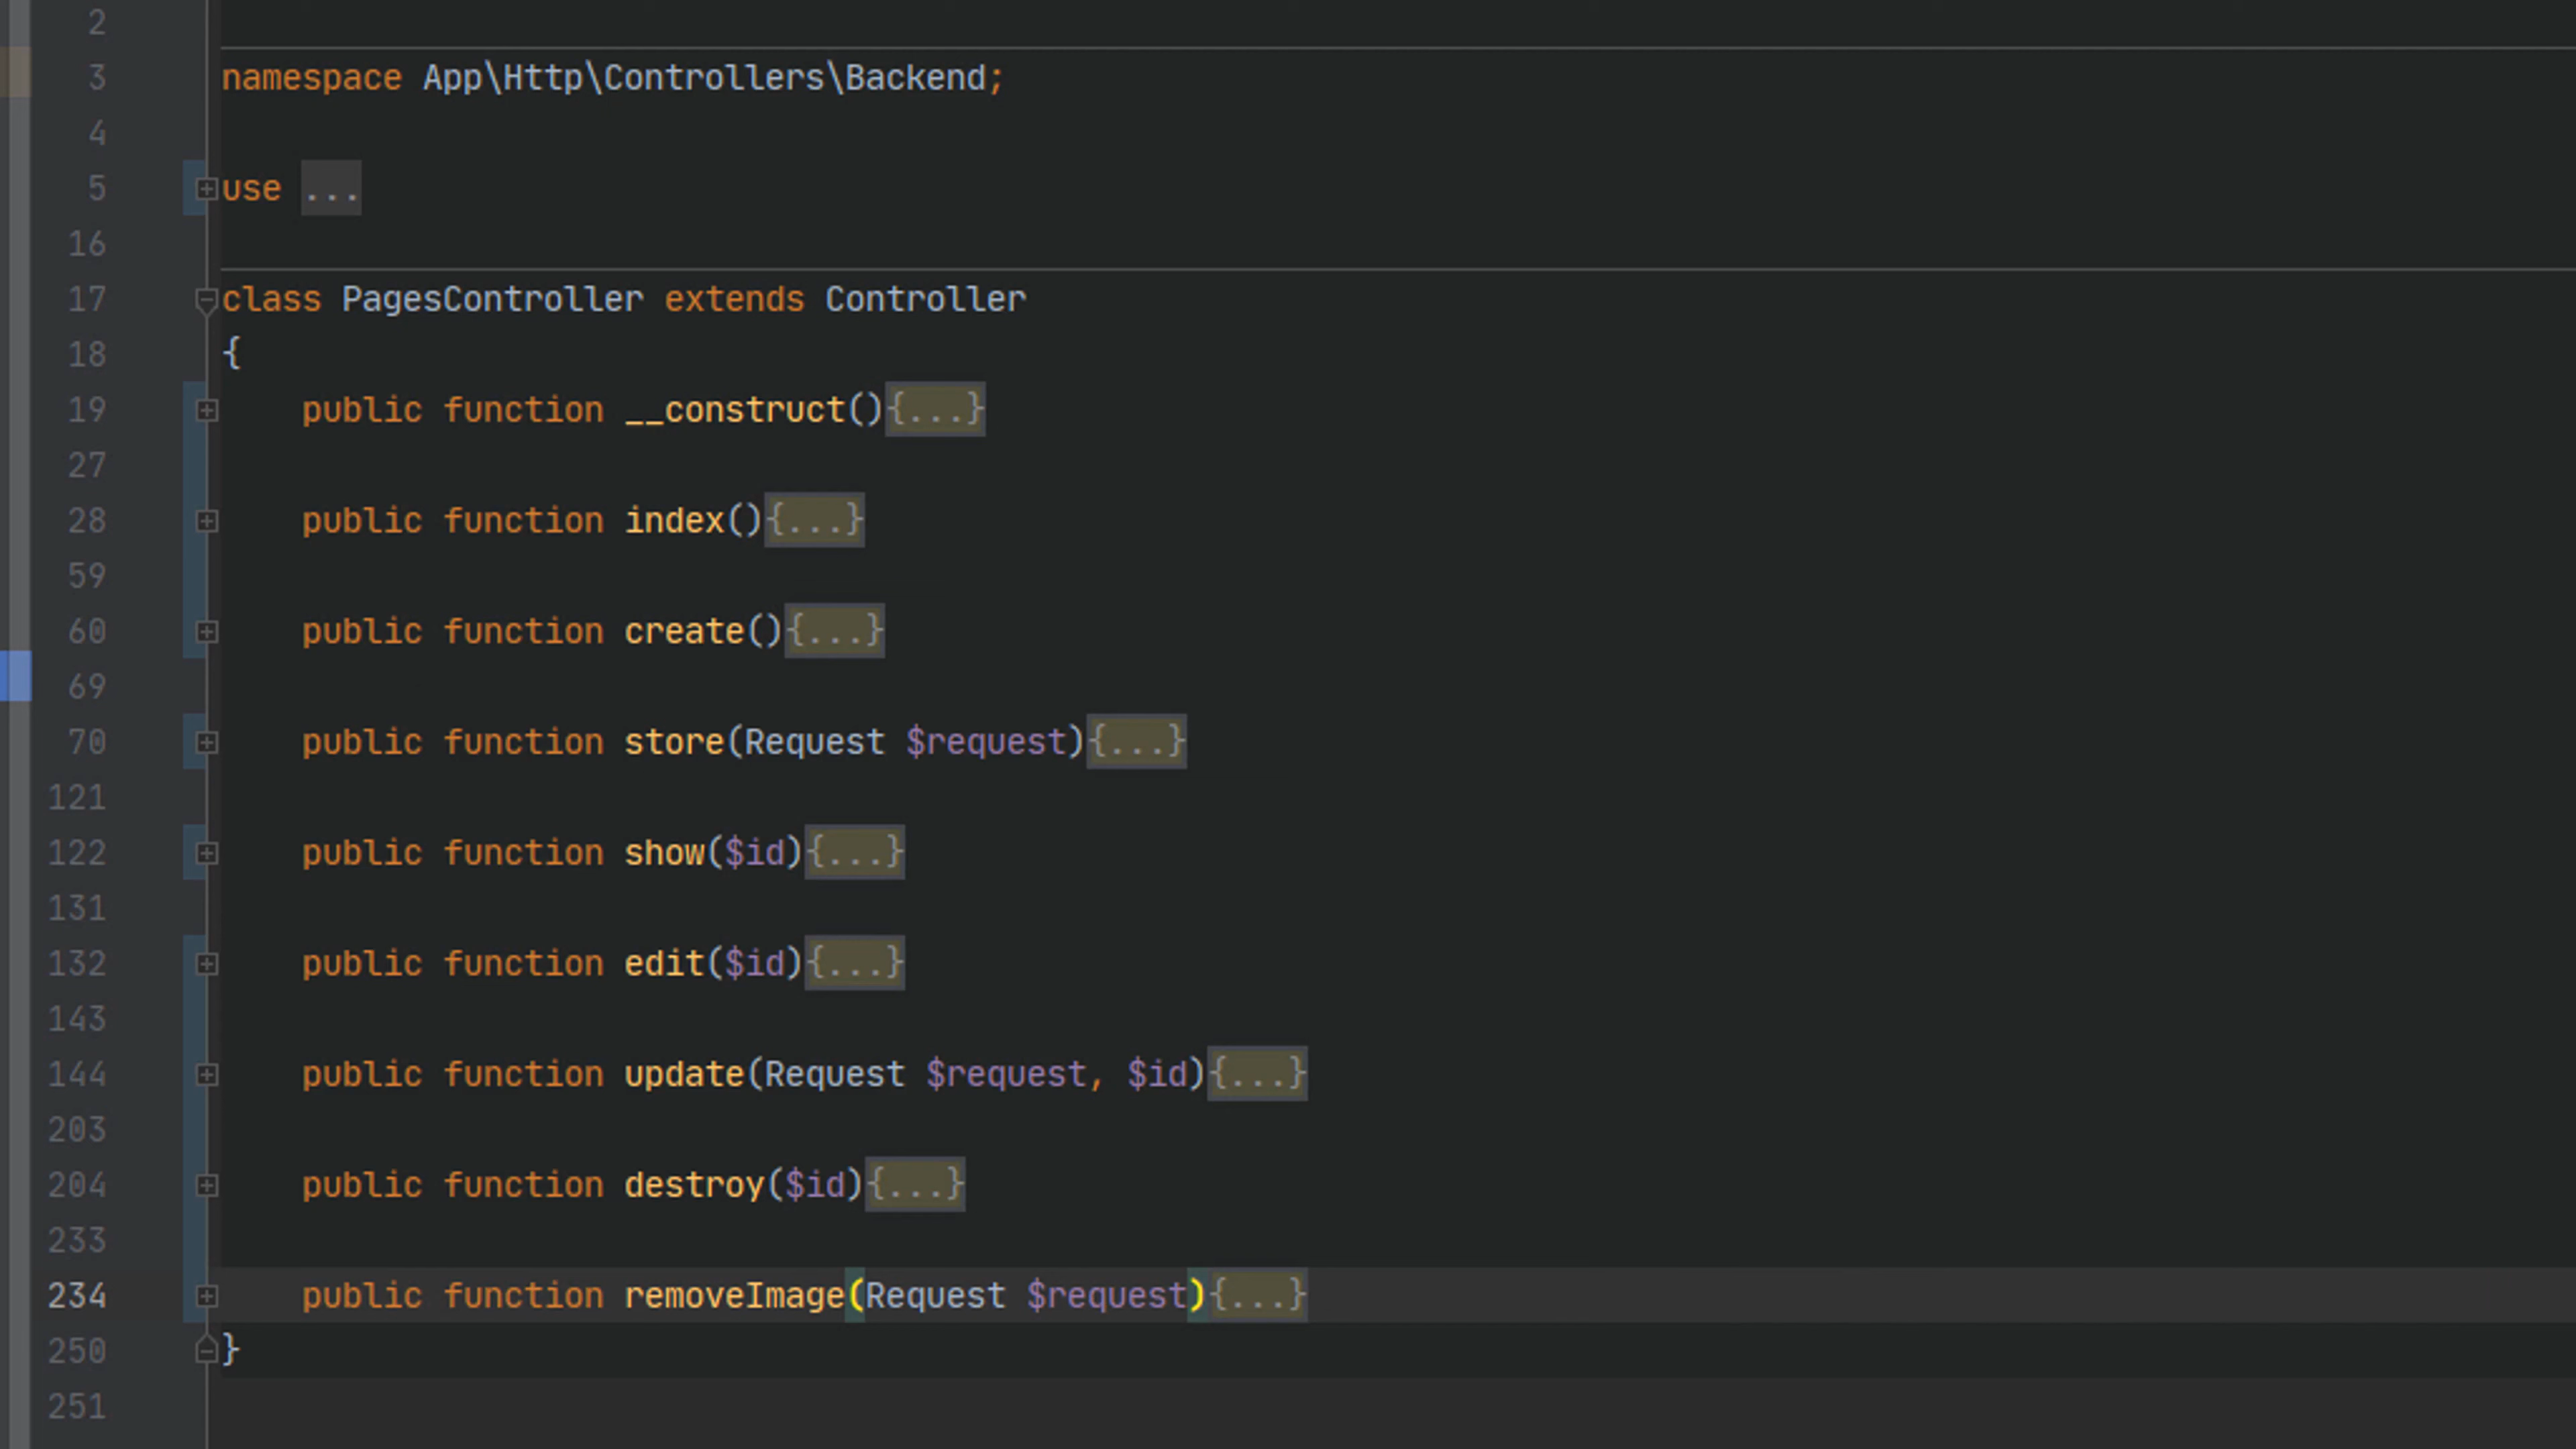 2
3 namespace App\Http\Controllers\Backend;
4
5 use ...
16
17 class PagesController extends Controller
18 {
19 public function __construct(){...}
27
28 public function index(){...}
59
60 public function create(){...}
69
70 public function store(Request $request){...}
121
122 public function show($id){...}
131
132 public function edit($id){...}
143
144 public function update(Request $request, $id){...}
203
204 public function destroy($id){...}
233
234 public function removeImage(Request $request){...}
250 }
251